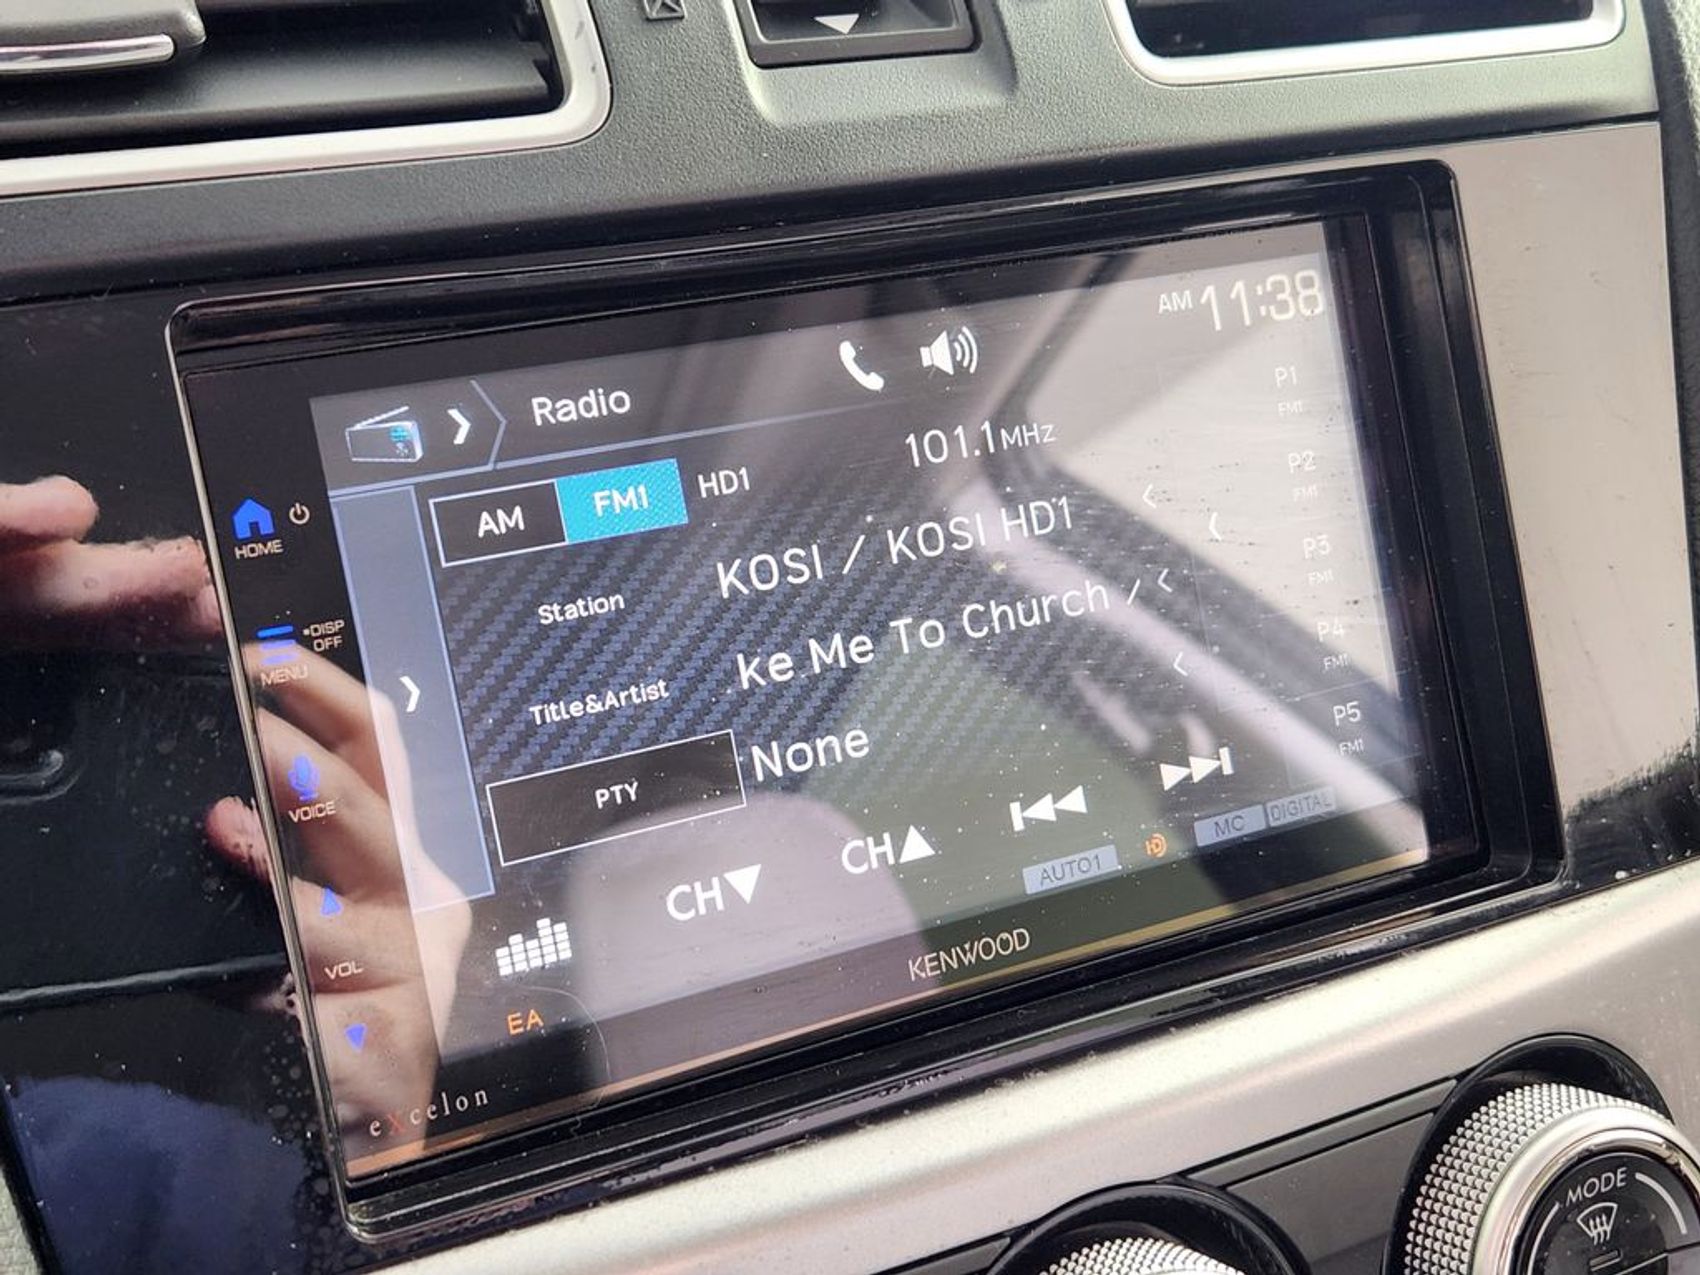 AM 11:38
Radio
101.1MHz
P1
FM1
AM FM1 HD1
P2
FM1
HOME
KOSI / KOSI HD1
P3
FM1
Station
•DISP
OFF
MENU
ke Me To Church /
P4
FM1
Title&Artist
P5
FM1
None
PTY
VOICE
CH▼ CH▲
AUTO1 HD MC DIGITAL
VOL
KENWOOD
EA
eXcelon
MODE